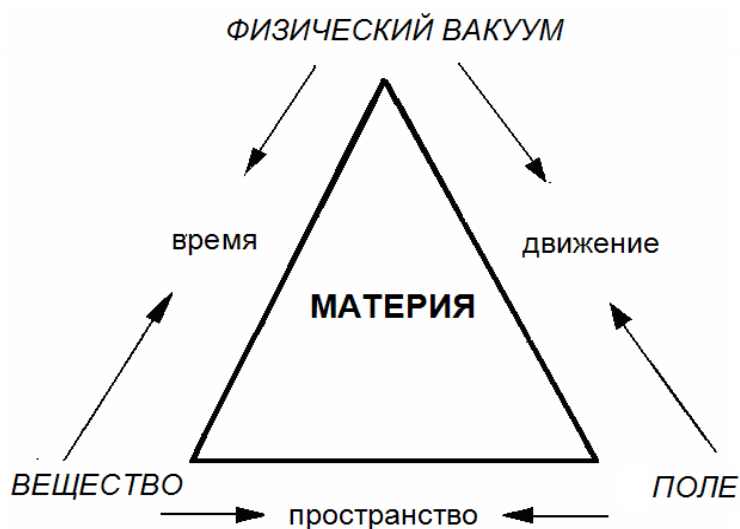 ФИЗИЧЕСКИЙ ВАКУУМ
время
движение
МАТЕРИЯ
ВЕЩЕСТВО
ПОЛЕ
пространство